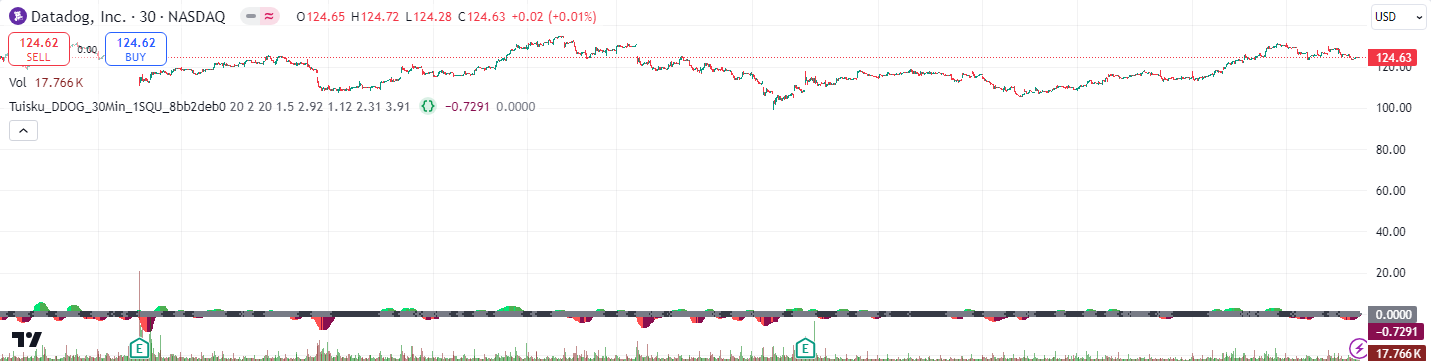 Datadog, Inc. · 30 · NASDAQ O124.65 H124.72 L124.28 C124.63 +0.02 (+0.01%) USD
124.62 SELL 0.00 124.62 BUY
124.63
120.00
Vol 17.766 K
Tuisku_DDOG_30Min_1SQU_8bb2deb0 20 2 20 1.5 2.92 1.12 2.31 3.91 {} −0.7291 0.0000
100.00
80.00
60.00
40.00
20.00
0.0000
−0.7291
17.766 K
E E